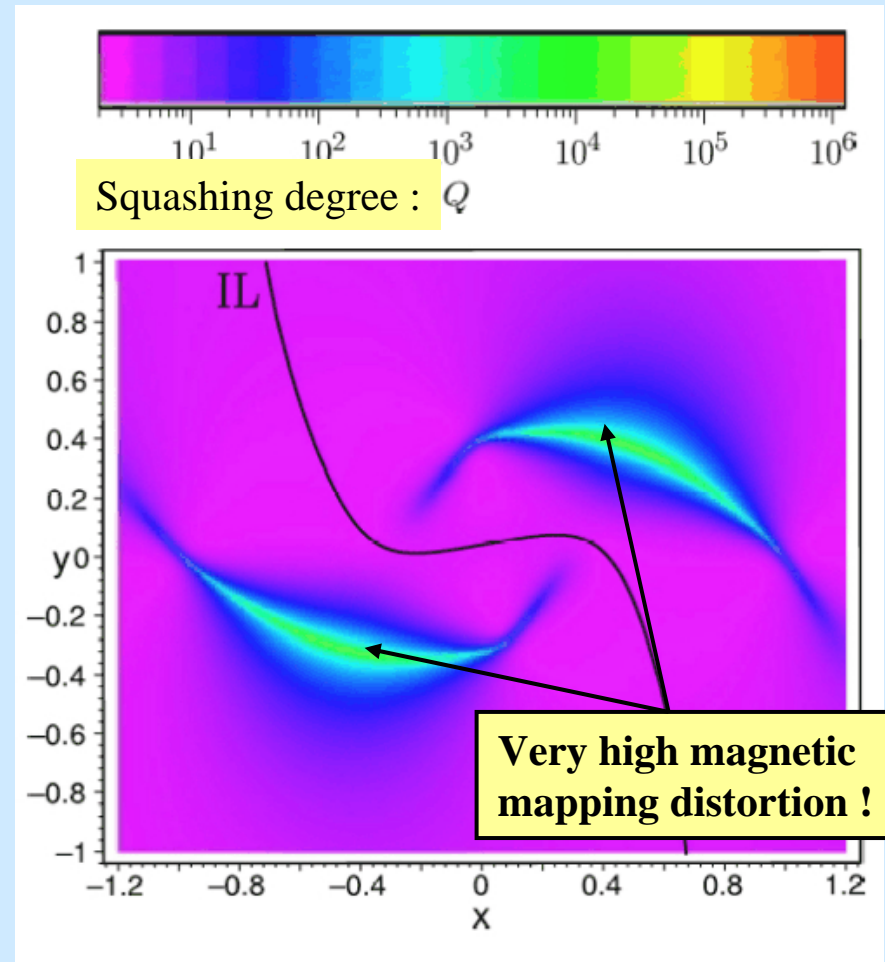 10¹ 10² 10³ 10⁴ 10⁵ 10⁶
Squashing degree : Q
IL
1
0.8
0.6
0.4
0.2
y0
−0.2
−0.4
−0.6
−0.8
−1
Very high magnetic
mapping distortion !
−1.2 −0.8 −0.4 0 0.4 0.8 1.2
x